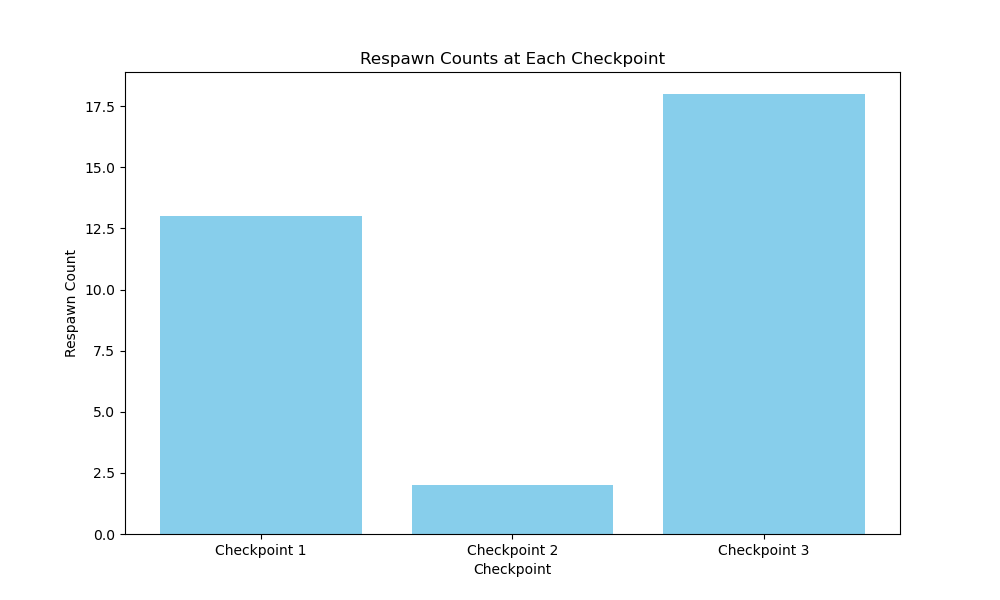 Respawn Counts at Each Checkpoint
17.5
15.0
12.5
10.0
7.5
5.0
2.5
0.0
Respawn Count
Checkpoint 1
Checkpoint 2
Checkpoint 3
Checkpoint